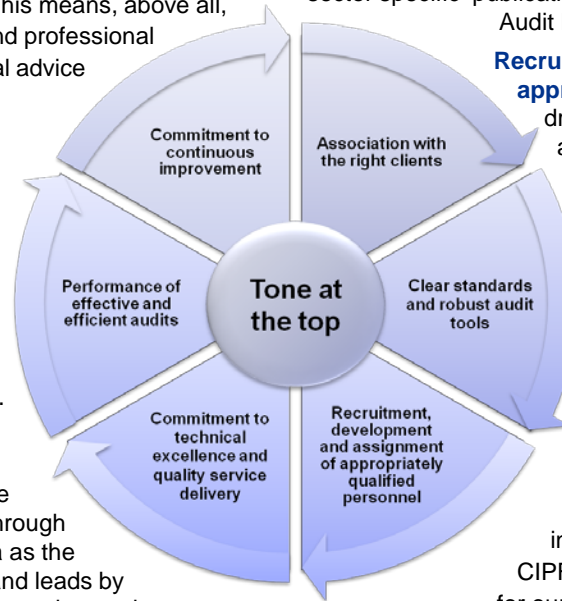 his means, above all,
nd professional
al advice
Audit
Recru
appr
dr
a
Commitment to
continuous
improvement
Association with
the right clients
Performance of
effective and
efficient audits
Tone at
the top
Clear standards
and robust audit
tools
Commitment to
technical
excellence and
quality service
delivery
Recruitment,
development
and assignment
of appropriately
qualified
personnel
.
e
hrough
as the
and leads by
in
CIPF